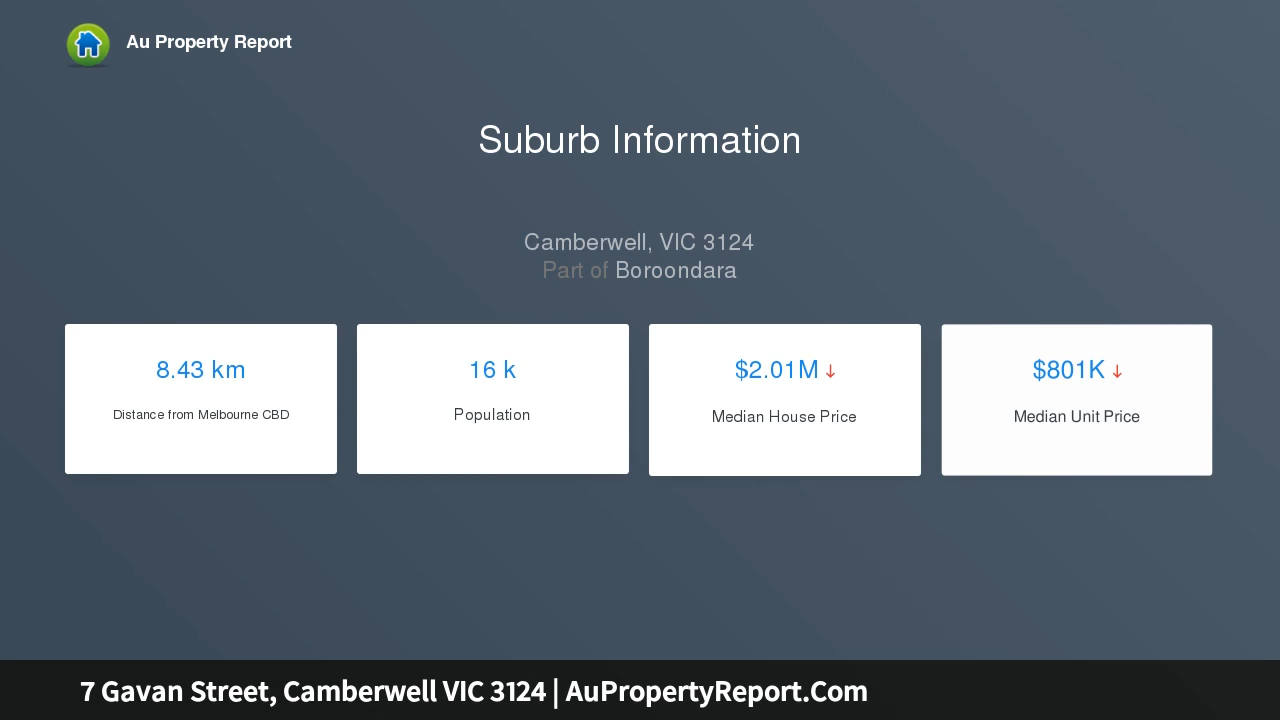 Au Property Report
Suburb Information
Camberwell, VIC 3124
Part of Boroondara
8.43 km
Distance from Melbourne CBD
16 k
Population
$2.01M ↓
Median House Price
$801K ↓
Median Unit Price
7 Gavan Street, Camberwell VIC 3124 | AuPropertyReport.Com